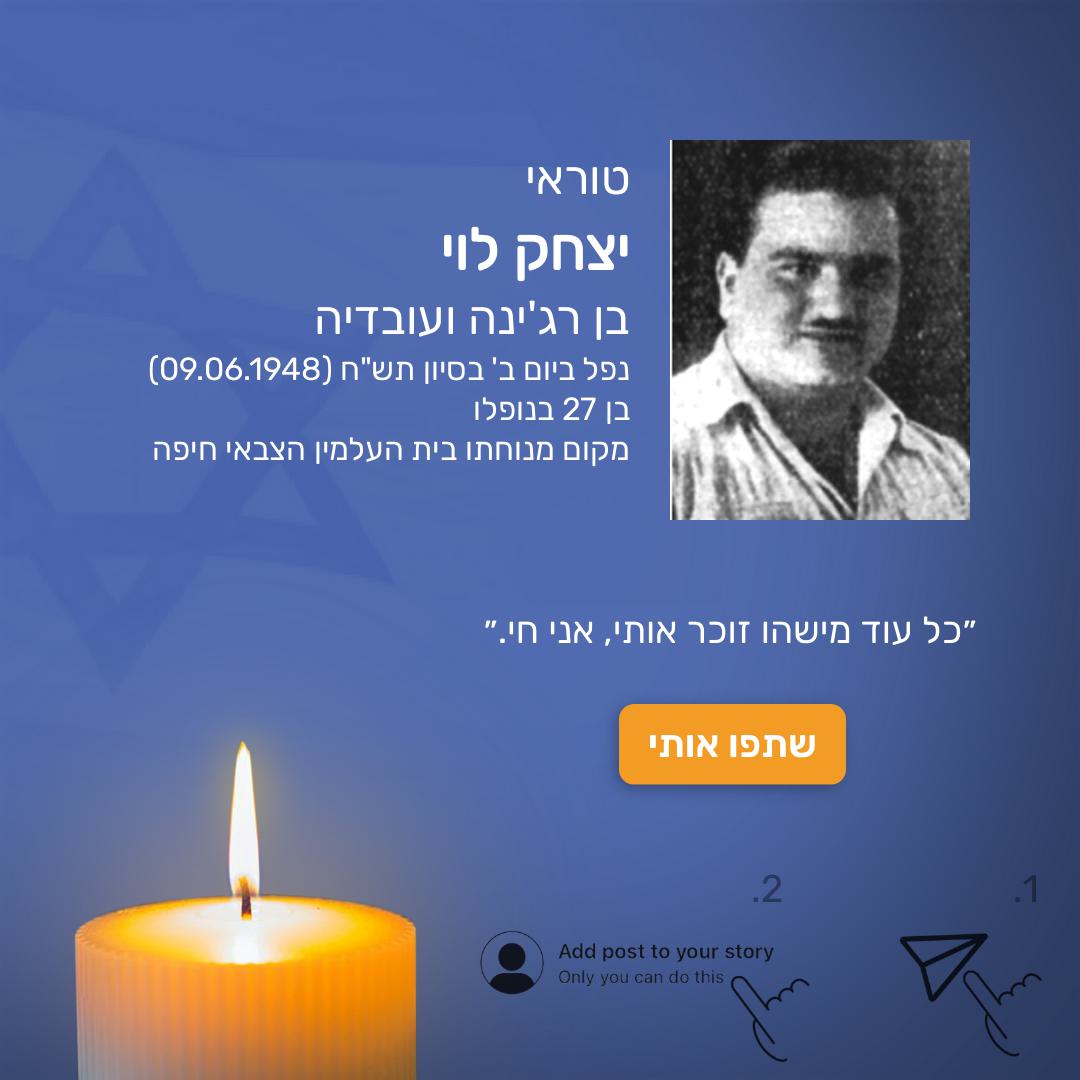 טוראי
יצחק לוי
בן רג'ינה ועובדיה
נפל ביום ב' בסיון תש"ח (09.06.1948)
בן 27 בנופלו
מקום מנוחתו בית העלמין הצבאי חיפה
״כל עוד מישהו זוכר אותי, אני חי.״
שתפו אותי
1.
2.
Add post to your story
Only you can do this